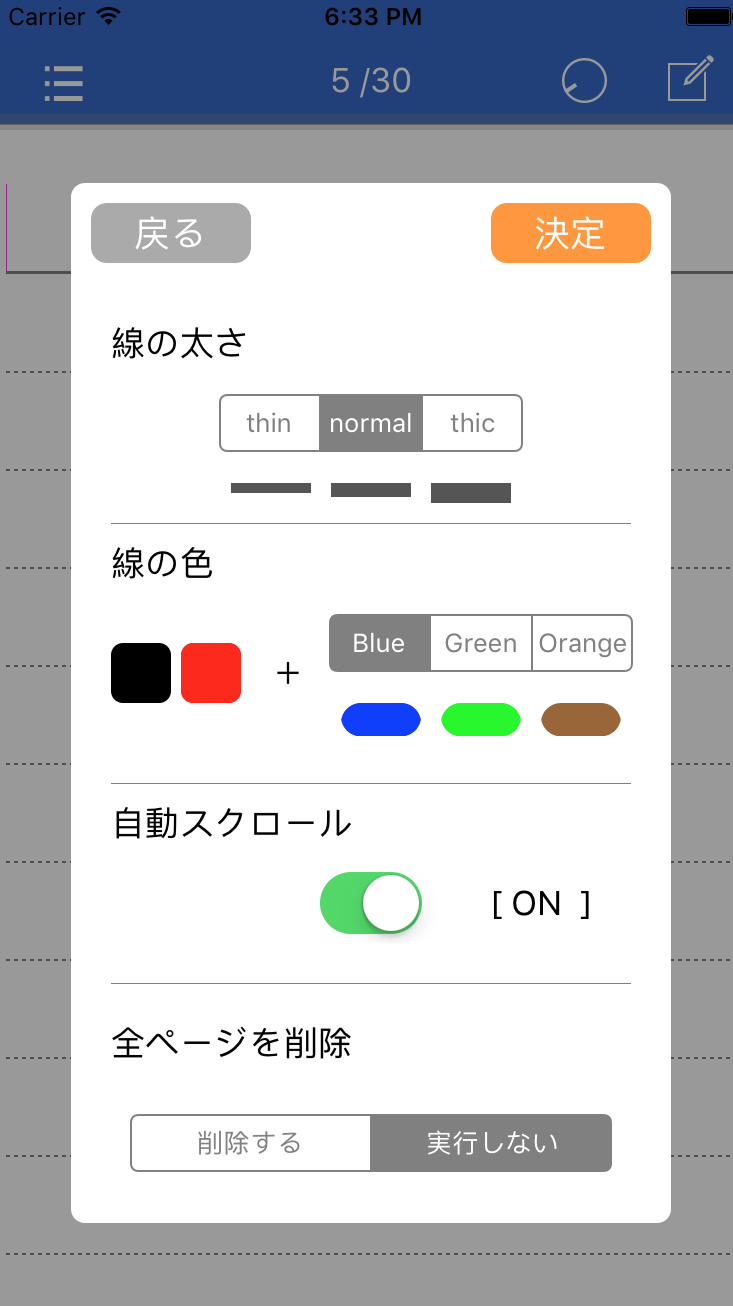 Carrier 6:33 PM
5 /30
戻る 決定
線の太さ
thin normal thic
線の色
+
Blue Green Orange
自動スクロール
[ ON ]
全ページを削除
削除する 実行しない